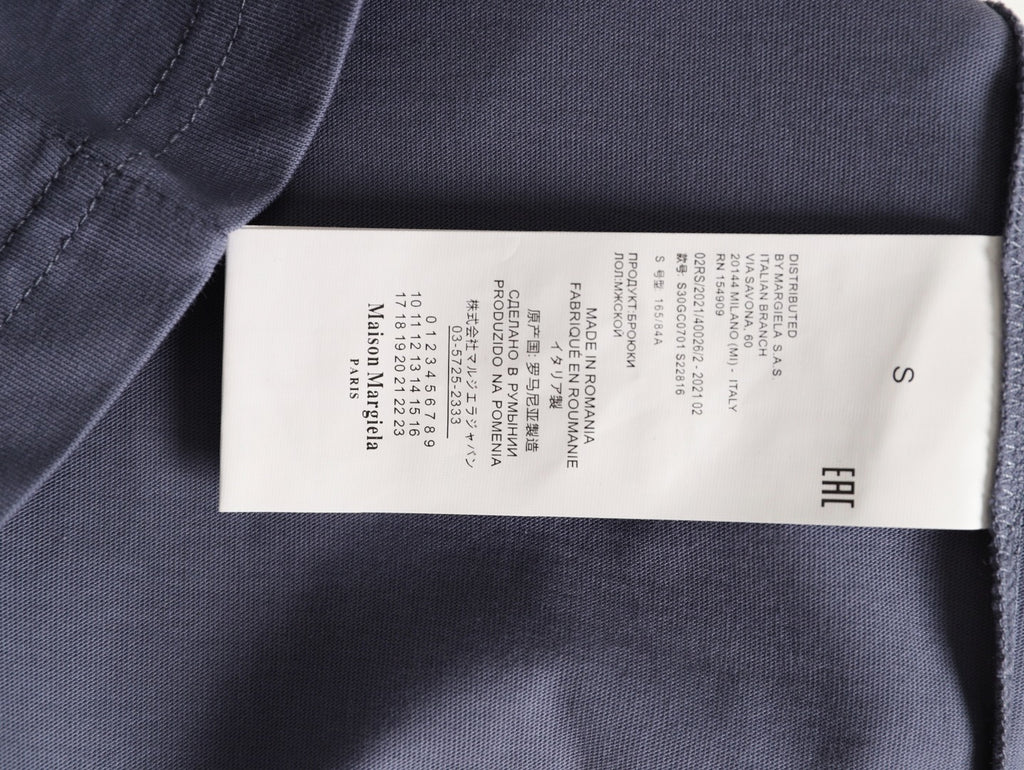 S
EAC
DISTRIBUTED
BY MARGIELA S.A.S.
ITALIAN BRANCH
VIA SAVONA, 60
20144 MILANO (MI) - ITALY
RN 154909
02RS/2021/40026/2 - 2021 02
款号: S30GC0701 S22816
S 号型 165/84A
ПРОДУКТ:БРОЮКИ
ЛОЛ:МЖСКОЙ
MADE IN ROMANIA
FABRIQUÉ EN ROUMANIE
イタリア製
原产国: 罗马尼亚製造
СДЕЛАНО В РУМЫНИИ
PRODUZIDO NA POMENIA
株式会社マルジエラジャパン
03-5725-2333
0 1 2 3 4 5 6 7 8 9
10 11 12 13 14 15 16
17 18 19 20 21 22 23
Maison Margiela
PARIS